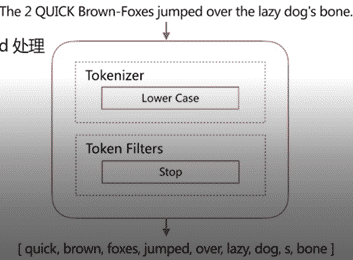 The 2 QUICK Brown-Foxes jumped over the lazy dog's bone.
d 处理
Tokenizer
Lower Case
Token Filters
Stop
[ quick, brown, foxes, jumped, over, lazy, dog, s, bone ]